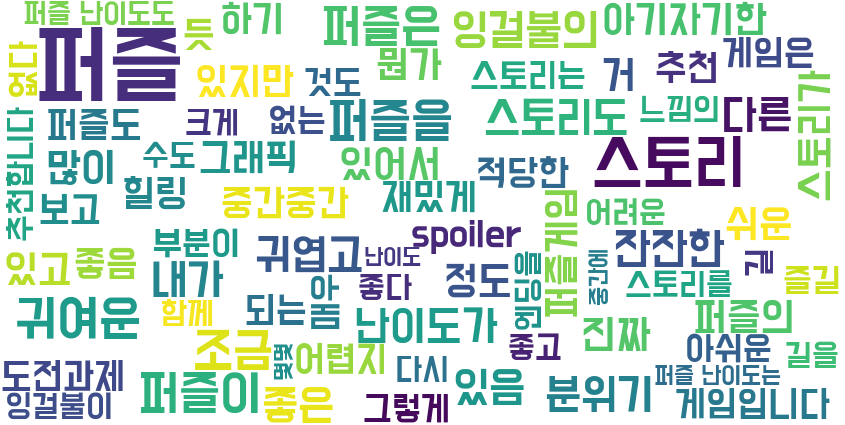 퍼즐 난이도도
듯
하기
퍼즐은
잉걸불의
아기자기한
없다
퍼즐
있지만
것도
뭔가
스토리는
거
추천
게임은
크게
없는
퍼즐을
스토리도
느낌의
다른
스토리가
추천합니다
퍼즐도
많이
수도
그래픽
있어서
적당한
스토리
보고
힐링
중간중간
재밌게
퍼즐게임
어려운
쉬운
부분이
귀엽고
난이도
spoiler
잔잔한
있고
좋음
내가
아
좋다
정도
엔딩을
중간에
스토리를
길
즐길
귀여운
함께
되는
봄
난이도가
진짜
퍼즐의
조금
몇몇
어렵지
좋고
아쉬운
길을
도전과제
퍼즐이
다시
있음
분위기
퍼즐 난이도는
잉걸불이
좋은
그렇게
게임입니다